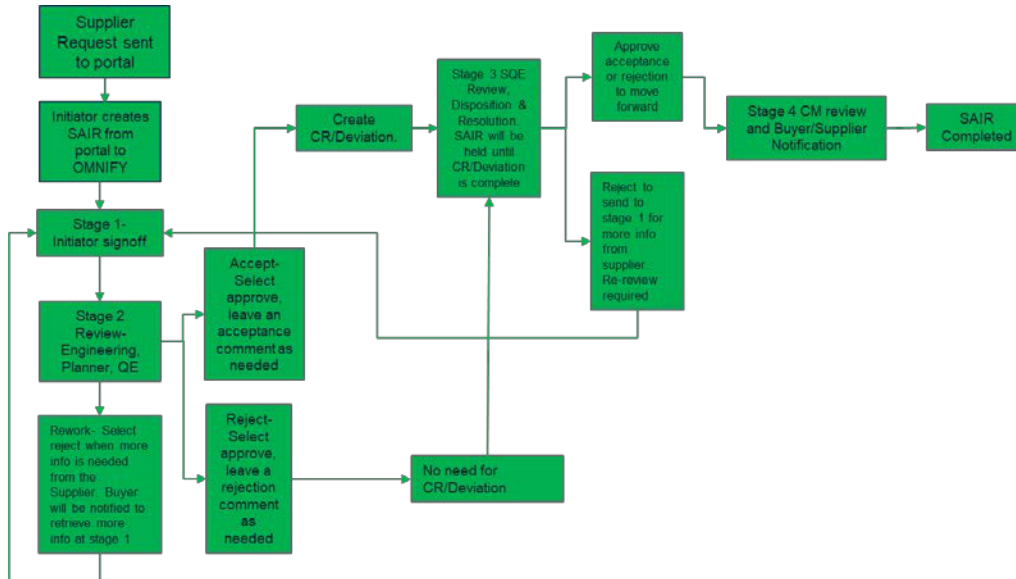 Supplier
Request sent
to portal
Initiator creates
SAIR from
portal to
OMNIFY
Stage 1-
Initiator signoff
Stage 2
Review-
Engineering,
Planner, QE
Rework- Select
reject when more
info is needed
from the
Supplier. Buyer
will be notified to
retrieve more
info at stage 1
Accept-
Select
approve,
leave an
acceptance
comment as
needed
Reject-
Select
approve,
leave a
rejection
comment
as
needed
Create
CR/Deviation.
No need for
CR/Deviation
Stage 3 SQE
Review,
Disposition &
Resolution.
SAIR will be
held until
CR/Deviation
is complete
Approve
acceptance
or rejection
to move
forward
Reject to
send to
stage 1 for
more info
from
supplier.
Re-review
required
Stage 4 CM review
and Buyer/Supplier
Notification
SAIR
Completed